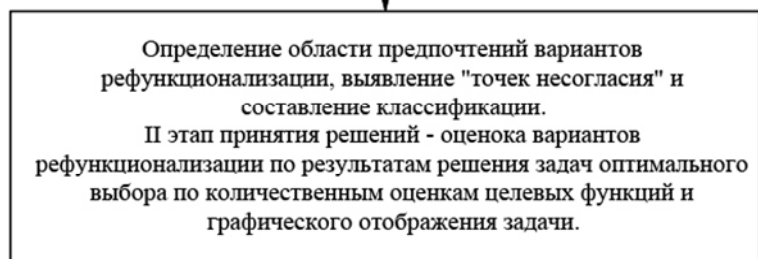 Определение области предпочтений вариантов
рефункционализации, выявление "точек несогласия" и
составление классификации.
II этап принятия решений - оценока вариантов
рефункционализации по результатам решения задач оптимального
выбора по количественным оценкам целевых функций и
графического отображения задачи.